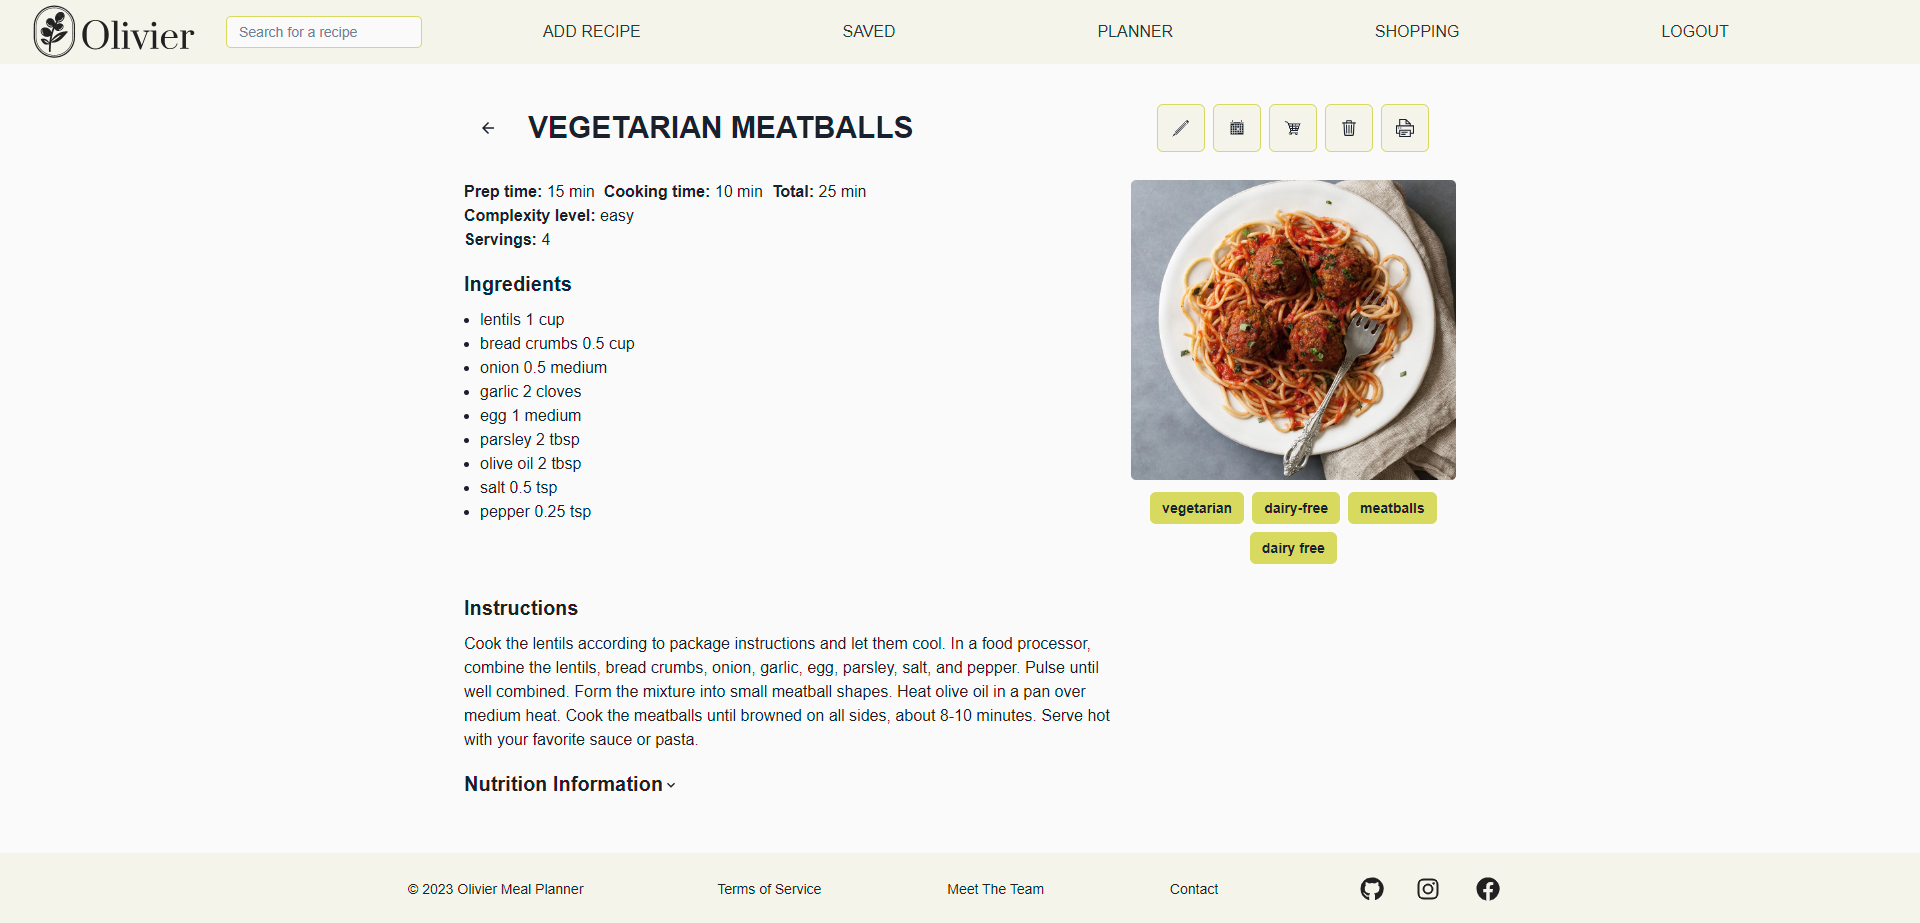 Olivier
Search for a recipe
ADD RECIPE
SAVED
PLANNER
SHOPPING
LOGOUT
VEGETARIAN MEATBALLS
Prep time: 15 min Cooking time: 10 min Total: 25 min
Complexity level: easy
Servings: 4
Ingredients
lentils 1 cup
bread crumbs 0.5 cup
onion 0.5 medium
garlic 2 cloves
egg 1 medium
parsley 2 tbsp
olive oil 2 tbsp
salt 0.5 tsp
pepper 0.25 tsp
vegetarian
dairy-free
meatballs
dairy free
Instructions
Cook the lentils according to package instructions and let them cool. In a food processor,
combine the lentils, bread crumbs, onion, garlic, egg, parsley, salt, and pepper. Pulse until
well combined. Form the mixture into small meatball shapes. Heat olive oil in a pan over
medium heat. Cook the meatballs until browned on all sides, about 8-10 minutes. Serve hot
with your favorite sauce or pasta.
Nutrition Information
© 2023 Olivier Meal Planner
Terms of Service
Meet The Team
Contact